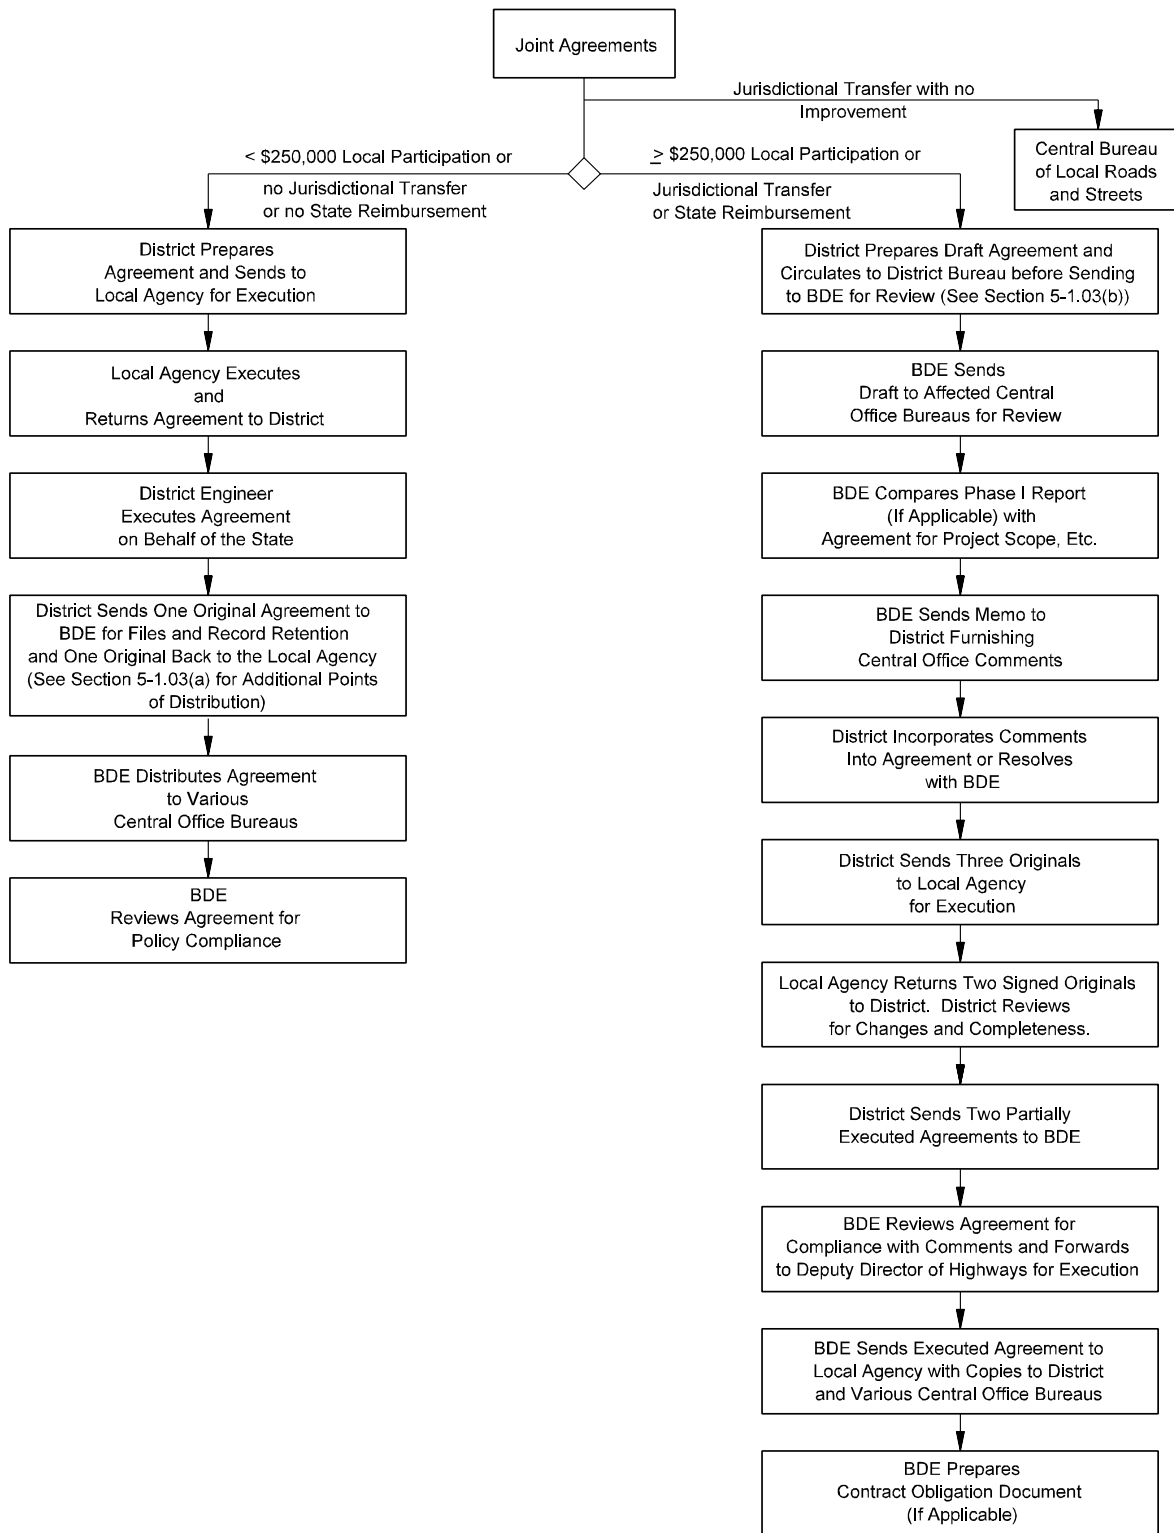 Joint Agreements
Jurisdictional Transfer with no
Improvement
Central Bureau
of Local Roads
and Streets
< $250,000 Local Participation or
no Jurisdictional Transfer
or no State Reimbursement
≥ $250,000 Local Participation or
Jurisdictional Transfer
or State Reimbursement
District Prepares
Agreement and Sends to
Local Agency for Execution
Local Agency Executes
and
Returns Agreement to District
District Engineer
Executes Agreement
on Behalf of the State
District Sends One Original Agreement to
BDE for Files and Record Retention
and One Original Back to the Local Agency
(See Section 5-1.03(a) for Additional Points
of Distribution)
BDE Distributes Agreement
to Various
Central Office Bureaus
BDE
Reviews Agreement for
Policy Compliance
District Prepares Draft Agreement and
Circulates to District Bureau before Sending
to BDE for Review (See Section 5-1.03(b))
BDE Sends
Draft to Affected Central
Office Bureaus for Review
BDE Compares Phase I Report
(If Applicable) with
Agreement for Project Scope, Etc.
BDE Sends Memo to
District Furnishing
Central Office Comments
District Incorporates Comments
Into Agreement or Resolves
with BDE
District Sends Three Originals
to Local Agency
for Execution
Local Agency Returns Two Signed Originals
to District. District Reviews
for Changes and Completeness.
District Sends Two Partially
Executed Agreements to BDE
BDE Reviews Agreement for
Compliance with Comments and Forwards
to Deputy Director of Highways for Execution
BDE Sends Executed Agreement to
Local Agency with Copies to District
and Various Central Office Bureaus
BDE Prepares
Contract Obligation Document
(If Applicable)